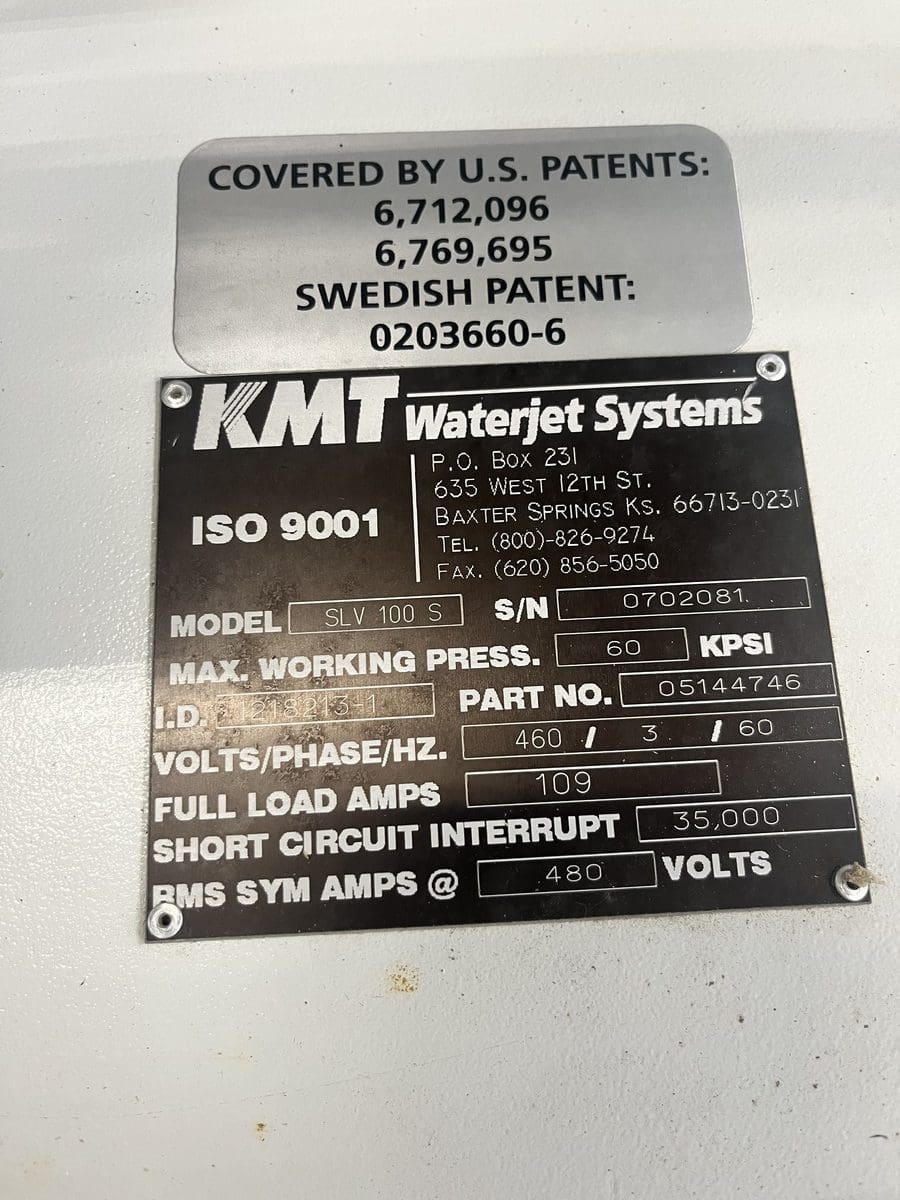 COVERED BY U.S. PATENTS:
6,712,096
6,769,695
SWEDISH PATENT:
0203660-6
KMT Waterjet Systems
P.O. BOX 231
635 WEST 12TH ST.
BAXTER SPRINGS KS. 66713-0231
ISO 9001
TEL. (800)-826-9274
FAX. (620) 856-5050
MODEL SLV 100 S S/N 0702081
MAX. WORKING PRESS. 60 KPSI
I.D. PART NO. 05144746
VOLTS/PHASE/HZ. 460 / 3 / 60
FULL LOAD AMPS 109
SHORT CIRCUIT INTERRUPT 35,000
RMS SYM AMPS @ 480 VOLTS